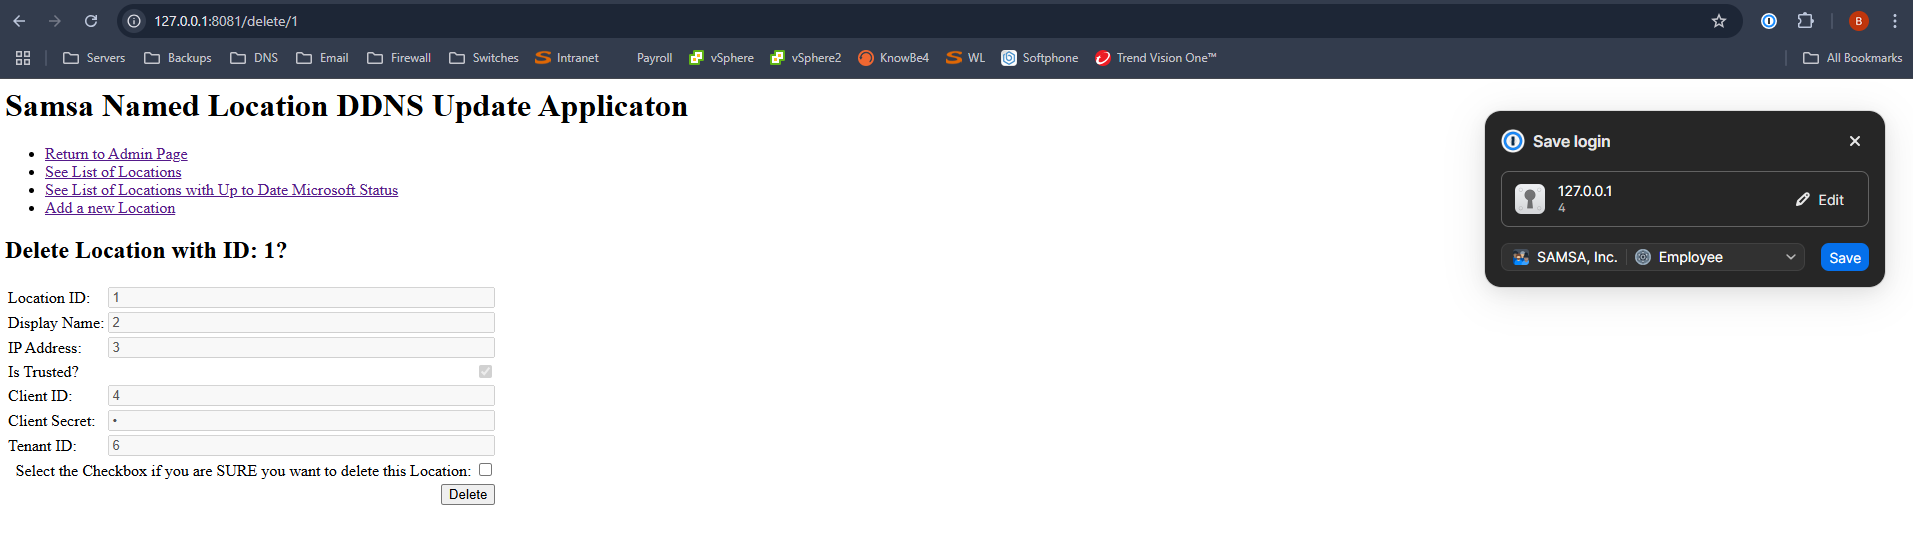 127.0.0.1:8081/delete/1
B
Servers Backups DNS Email Firewall Switches Intranet Payroll vSphere vSphere2 KnowBe4 WL Softphone Trend Vision One™ All Bookmarks
Samsa Named Location DDNS Update Applicaton
Return to Admin Page
See List of Locations
See List of Locations with Up to Date Microsoft Status
Add a new Location
Delete Location with ID: 1?
Location ID: 1
Display Name: 2
IP Address: 3
Is Trusted?
Client ID: 4
Client Secret: •
Tenant ID: 6
Select the Checkbox if you are SURE you want to delete this Location:
Delete
Save login
127.0.0.1
4
Edit
SAMSA, Inc. Employee
Save